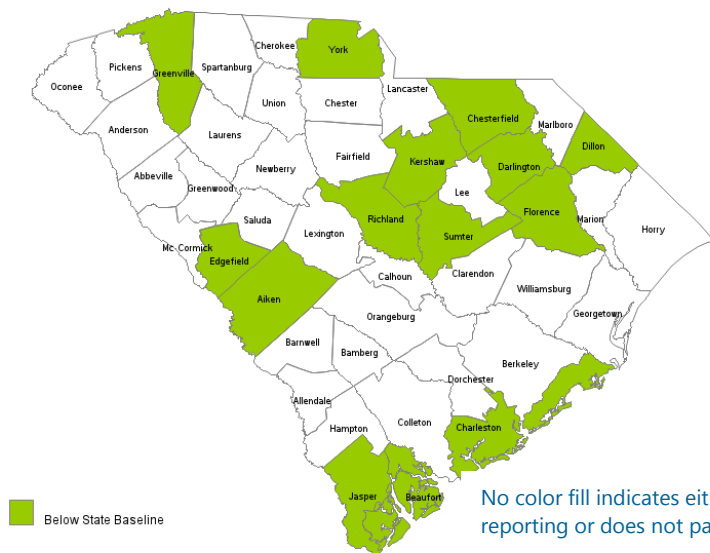 Cherokee
York
Spartanburg
Pickens
Greenville
Oconee
Lancaster
Union
Chester
Chesterfield
Marlboro
Anderson
Laurens
Dillon
Fairfield
Kershaw
Darlington
Newberry
Abbeville
Greenwood
Lee
Florence
Marion
Saluda
Richland
Horry
Lexington
Sumter
Mc Cormick
Edgefield
Calhoun
Clarendon
Williamsburg
Aiken
Georgetown
Orangeburg
Barnwell
Bamberg
Berkeley
Dorchester
Allendale
Colleton
Charleston
Hampton
Jasper
Beaufort
Below State Baseline
No color fill indicates eit
reporting or does not pa